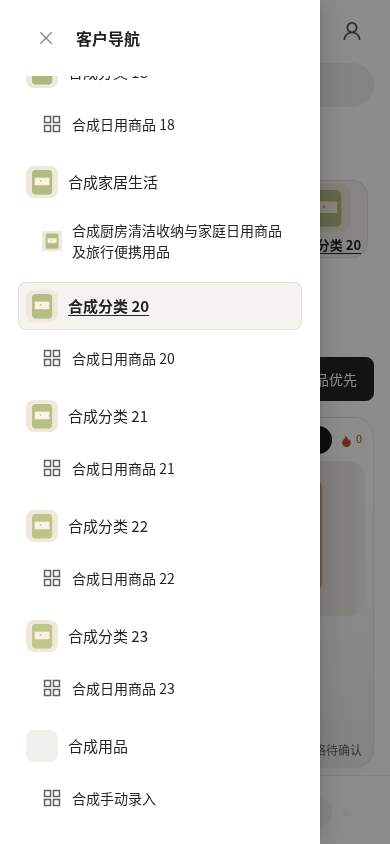 客户导航
合成日用商品 18
合成家居生活
合成厨房清洁收纳与家庭日用商品
及旅行便携用品
合成分类 20
分类 20
合成日用商品 20
品优先
合成分类 21
0
合成日用商品 21
合成分类 22
合成日用商品 22
合成分类 23
合成日用商品 23
合成用品
格待确认
合成手动录入